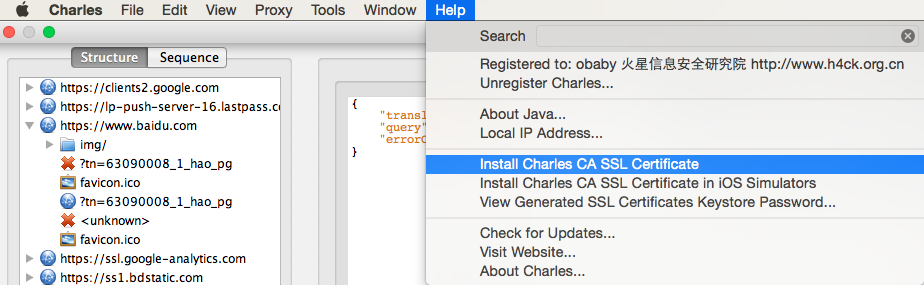 Charles File Edit View Proxy Tools Window Help
Structure Sequence
https://clients2.google.com
https://lp-push-server-16.lastpass.c
https://www.baidu.com
img/
?tn=63090008_1_hao_pg
favicon.ico
?tn=63090008_1_hao_pg
<unknown>
favicon.ico
https://ssl.google-analytics.com
https://ss1.bdstatic.com
{
"transl
"query"
"errorC
}
Search
Registered to: obaby 火星信息安全研究院 http://www.h4ck.org.cn
Unregister Charles...
About Java...
Local IP Address...
Install Charles CA SSL Certificate
Install Charles CA SSL Certificate in iOS Simulators
View Generated SSL Certificates Keystore Password...
Check for Updates...
Visit Website...
About Charles...